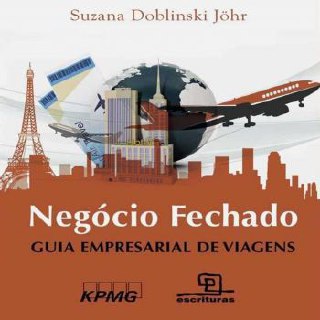 Suzana Doblinski Jöhr
Negócio Fechado
GUIA EMPRESARIAL DE VIAGENS
KPMG
escrituras